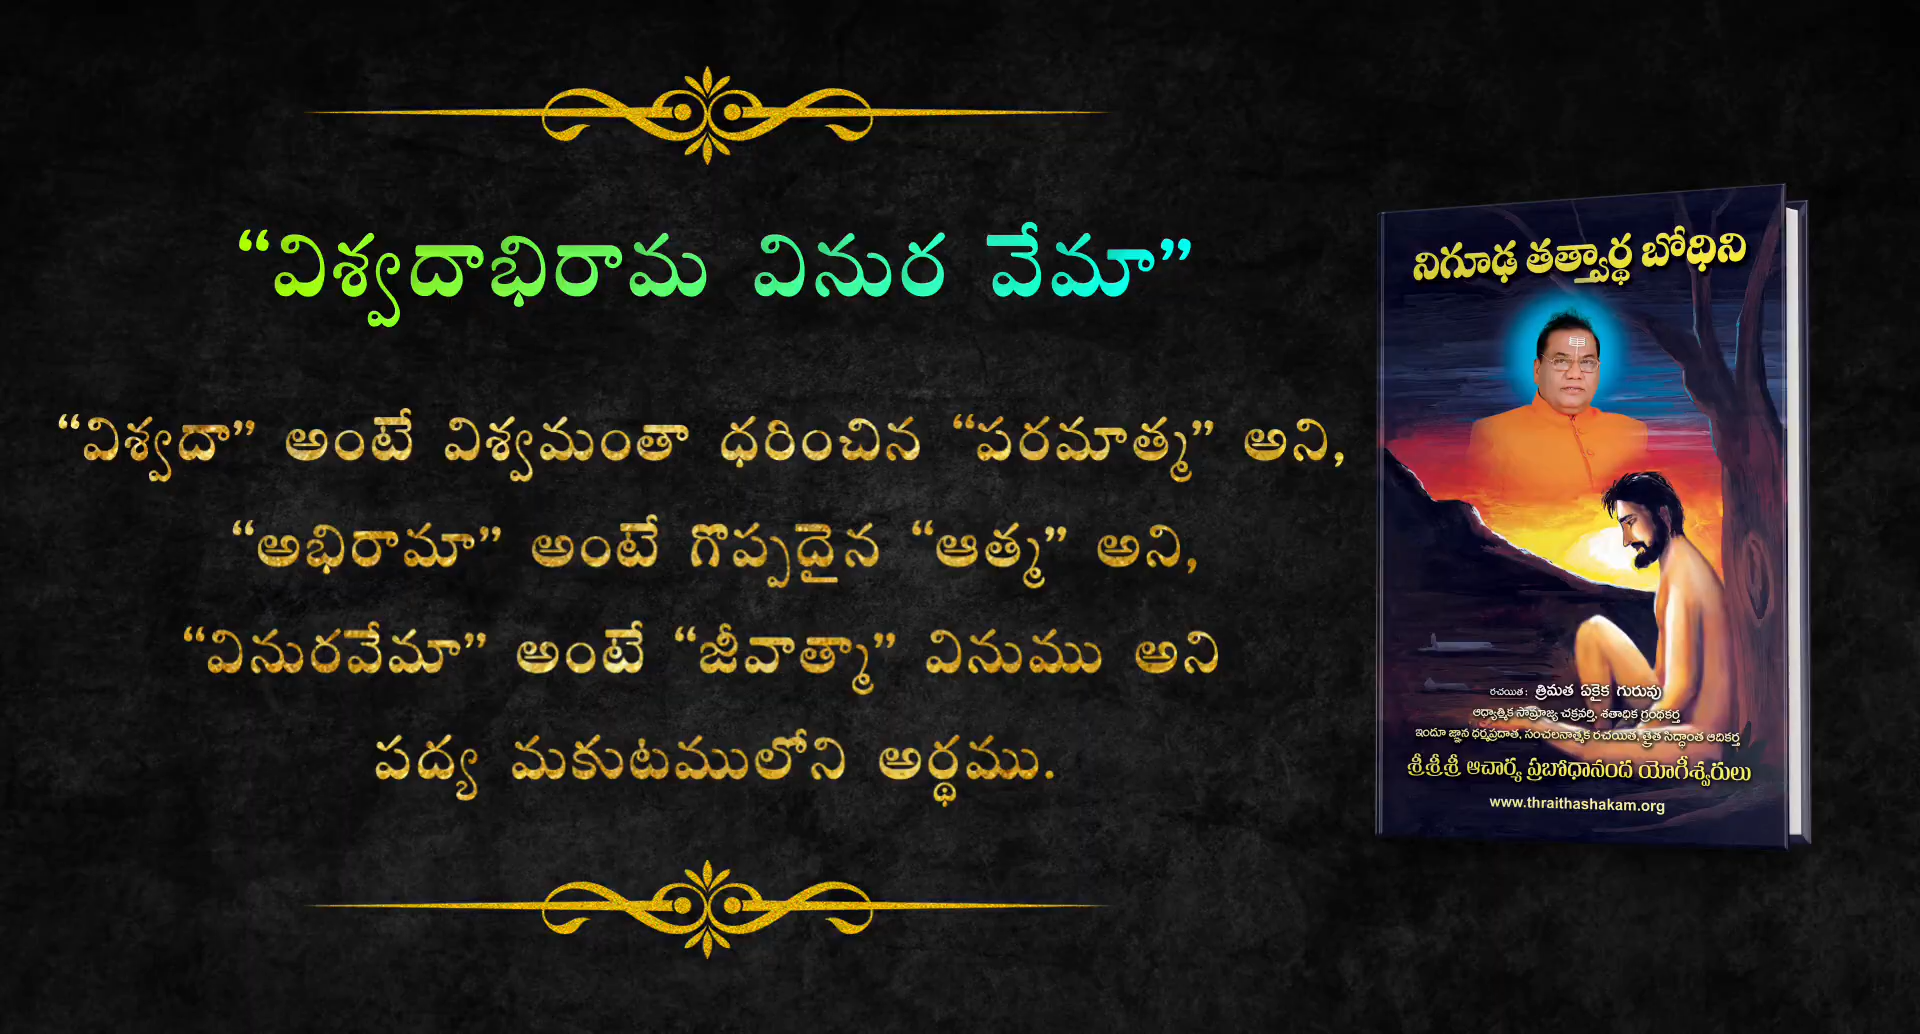 “విశ్వదాభిరామ వినుర వేమా”
“విశ్వదా” అంటే విశ్వమంతా ధరించిన “పరమాత్మ” అని,
“అభిరామా” అంటే గొప్పదైన “ఆత్మ” అని,
“వినురవేమా” అంటే “జీవాత్మా” వినుము అని
పద్య మకుటములోని అర్థము.
నిగూఢ తత్త్వార్థ బోధిని
రచయిత: త్రిమత ఏకైక గురువు
ఆధ్యాత్మిక సామ్రాజ్య చక్రవర్తి, శతాధిక గ్రంథకర్త
ఇందూ జ్ఞాన ధర్మప్రదాత, సంచలనాత్మక రచయిత, త్రైత సిద్ధాంత ఆదికర్త
శ్రీశ్రీశ్రీ ఆచార్య ప్రబోధానంద యోగీశ్వరులు
www.thraithashakam.org